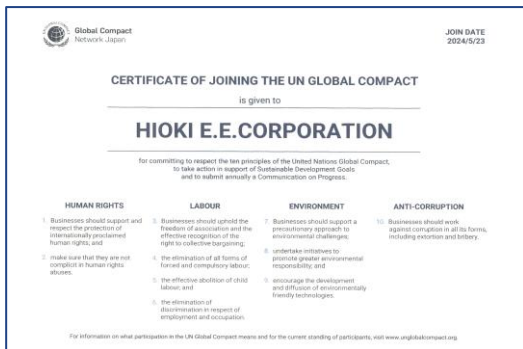 Global Compact
Network Japan
JOIN DATE
2024/5/23
CERTIFICATE OF JOINING THE UN GLOBAL COMPACT
is given to
HIOKI E.E.CORPORATION
for committing to respect the ten principles of the United Nations Global Compact,
to take action in support of Sustainable Development Goals
and to submit annually a Communication on Progress.
HUMAN RIGHTS
1. Businesses should support and
respect the protection of
internationally proclaimed
human rights; and
2. make sure that they are not
complicit in human rights
abuses.
LABOUR
3. Businesses should uphold the
freedom of association and the
effective recognition of the
right to collective bargaining;
4. the elimination of all forms of
forced and compulsory labour;
5. the effective abolition of child
labour; and
6. the elimination of
discrimination in respect of
employment and occupation.
ENVIRONMENT
7. Businesses should support a
precautionary approach to
environmental challenges;
8. undertake initiatives to
promote greater environmental
responsibility; and
9. encourage the development
and diffusion of environmentally
friendly technologies.
ANTI-CORRUPTION
10. Businesses should work
against corruption in all its forms,
including extortion and bribery.
For information on what participation in the UN Global Compact means and for the current standing of participants, visit www.unglobalcompact.org